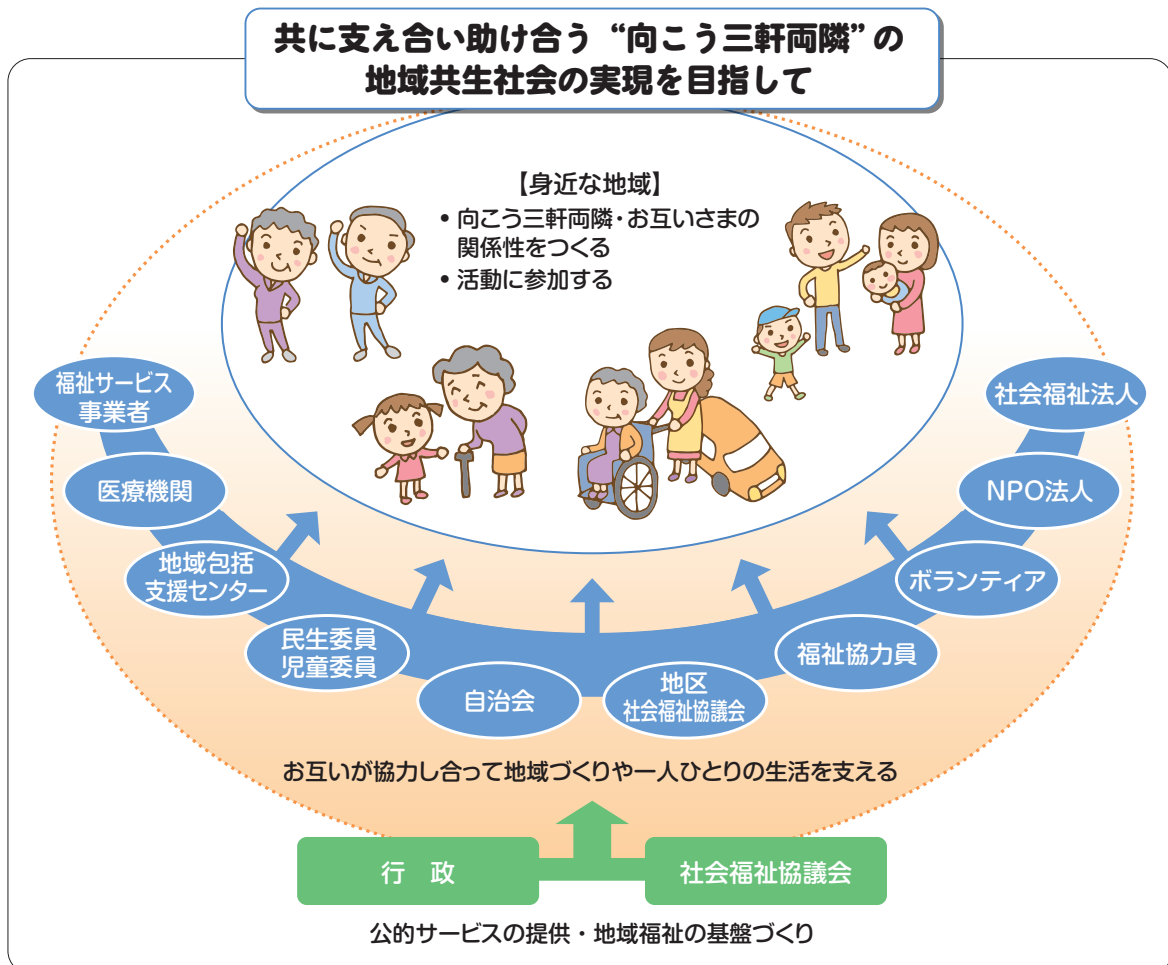 共に支え合い助け合う “向こう三軒両隣” の
地域共生社会の実現を目指して
【身近な地域】
• 向こう三軒両隣・お互いさまの
関係性をつくる
• 活動に参加する
福祉サービス
事業者
医療機関
地域包括
支援センター
民生委員
児童委員
自治会
地区
社会福祉協議会
福祉協力員
ボランティア
NPO法人
社会福祉法人
お互いが協力し合って地域づくりや一人ひとりの生活を支える
行　政
社会福祉協議会
公的サービスの提供・地域福祉の基盤づくり